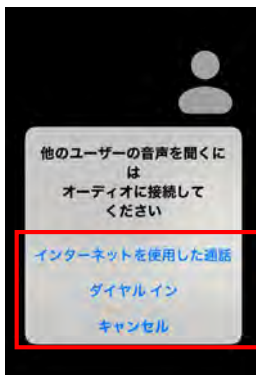 他のユーザーの音声を聞くに
は
オーディオに接続して
ください
インターネットを使用した通話
ダイヤルイン
キャンセル